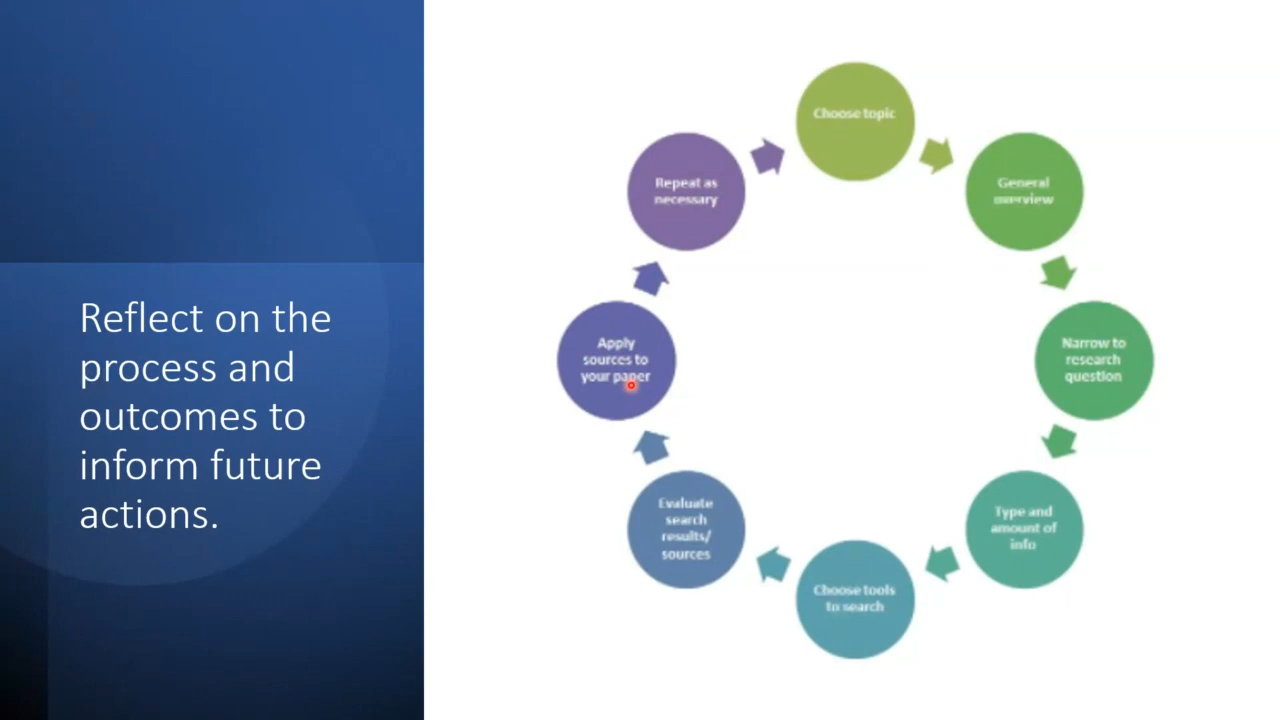 Reflect on the
process and
outcomes to
inform future
actions.
Choose topic
General
overview
Narrow to
research
question
Type and
amount of
info
Choose tools
to search
Evaluate
search
results/
sources
Apply
sources to
your paper
Repeat as
necessary